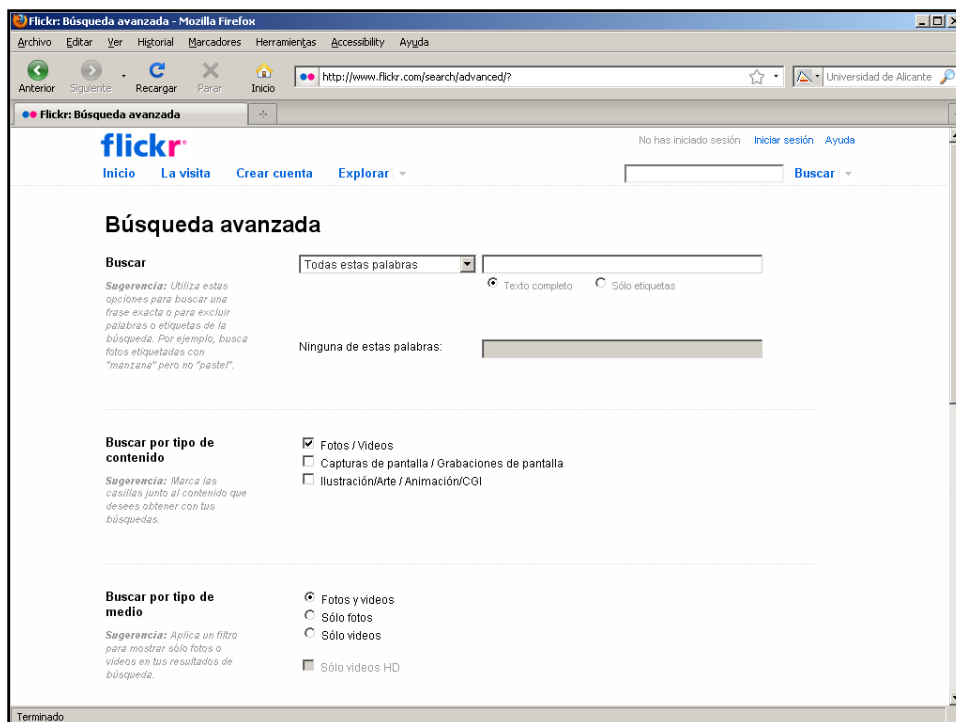 Flickr: Búsqueda avanzada - Mozilla Firefox
Archivo Editar Ver Historial Marcadores Herramientas Accessibility Ayuda
Anterior Siguiente Recargar Parar Inicio http://www.flickr.com/search/advanced/? Universidad de Alicante
Flickr: Búsqueda avanzada
flickr
No has iniciado sesión Iniciar sesión Ayuda
Inicio La visita Crear cuenta Explorar Buscar
Búsqueda avanzada
Buscar
Sugerencia: Utiliza estas
opciones para buscar una
frase exacta o para excluir
palabras o etiquetas de la
búsqueda. Por ejemplo, busca
fotos etiquetadas con
"manzana" pero no "pastel".
Todas estas palabras
Texto completo Sólo etiquetas
Ninguna de estas palabras:
Buscar por tipo de
contenido
Sugerencia: Marca las
casillas junto al contenido que
desees obtener con tus
búsquedas.
Fotos / Videos
Capturas de pantalla / Grabaciones de pantalla
Ilustración/Arte / Animación/CGI
Buscar por tipo de
medio
Sugerencia: Aplica un filtro
para mostrar sólo fotos o
videos en tus resultados de
búsqueda.
Fotos y videos
Sólo fotos
Sólo videos
Sólo videos HD
Terminado